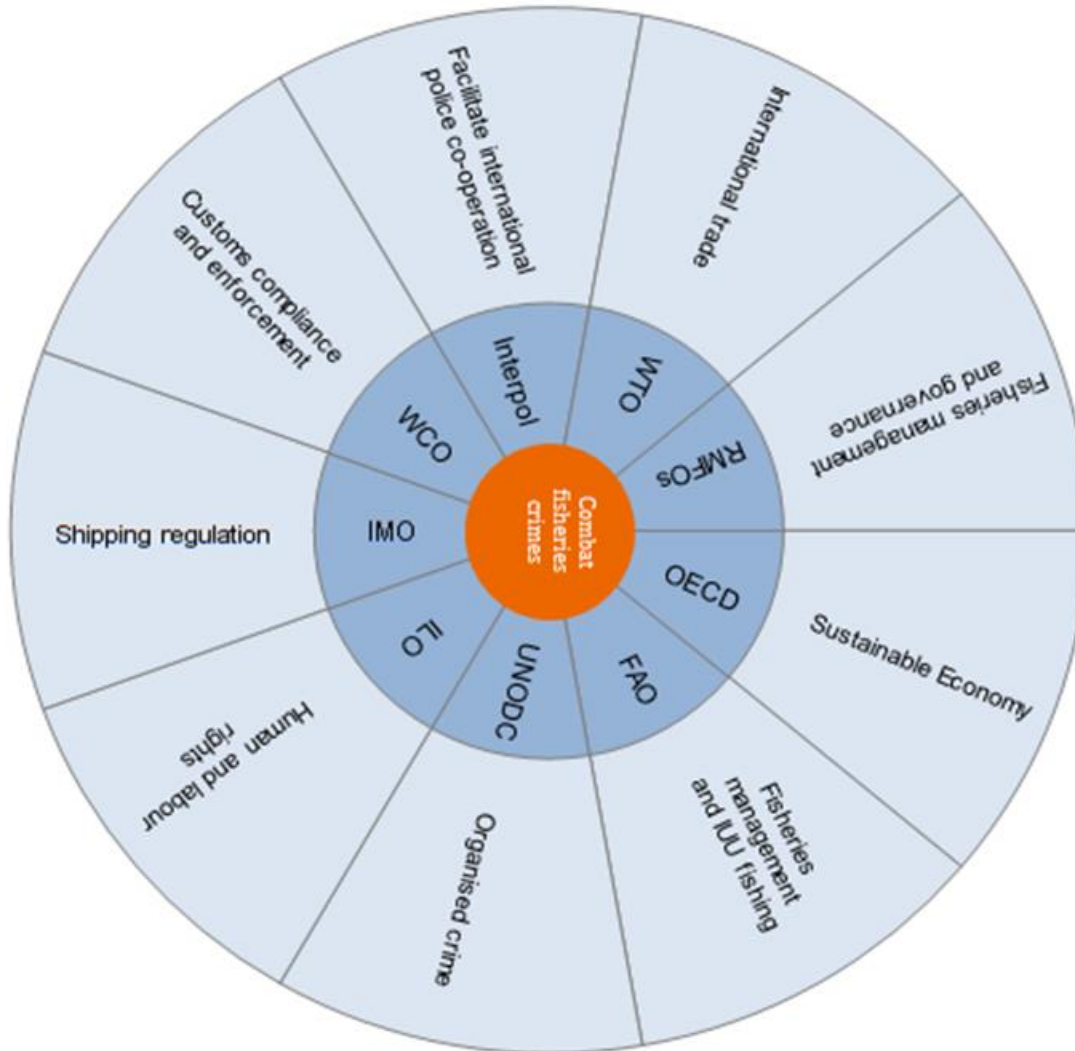 Combat
fisheries
crimes
Interpol
Facilitate international
police co-operation
WTO
International trade
RMFOs
Fisheries management
and governance
OECD
Sustainable Economy
FAO
Fisheries
management
and IUU fishing
UNODC
Organised crime
ILO
Human and labour
rights
IMO
Shipping regulation
WCO
Customs compliance
and enforcement